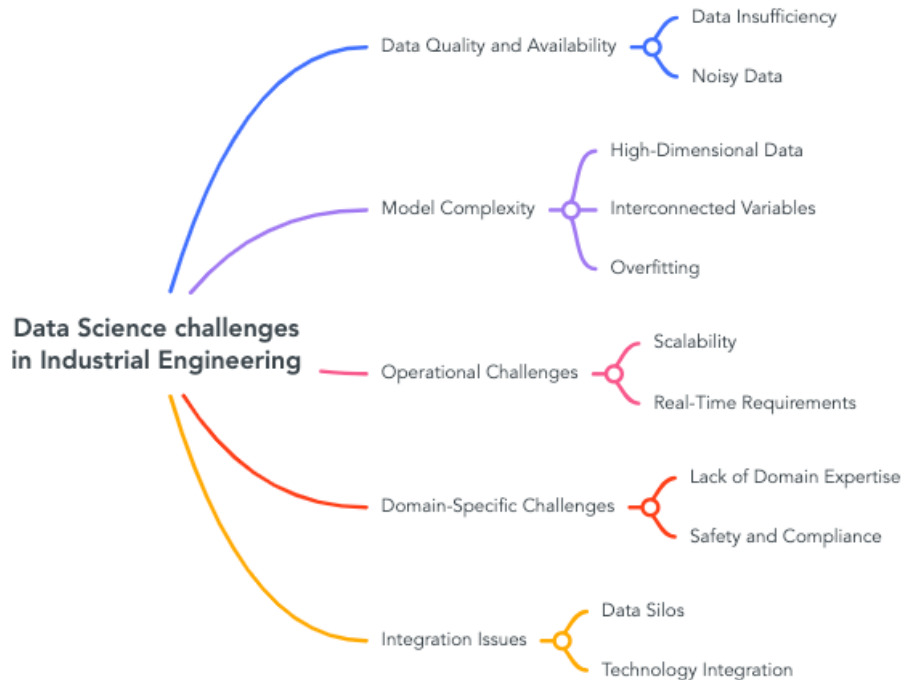 Data Science challenges
in Industrial Engineering
Data Quality and Availability
Data Insufficiency
Noisy Data
Model Complexity
High-Dimensional Data
Interconnected Variables
Overfitting
Operational Challenges
Scalability
Real-Time Requirements
Domain-Specific Challenges
Lack of Domain Expertise
Safety and Compliance
Integration Issues
Data Silos
Technology Integration